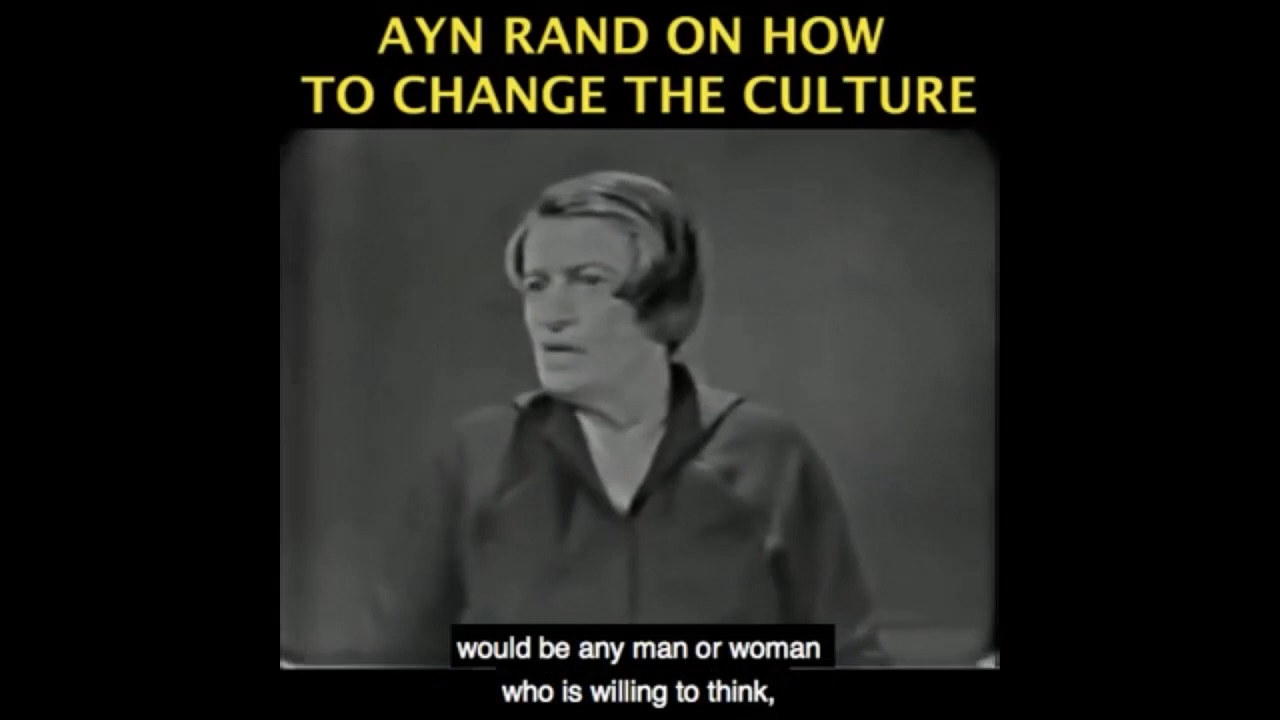 AYN RAND ON HOW
TO CHANGE THE CULTURE
would be any man or woman
who is willing to think,